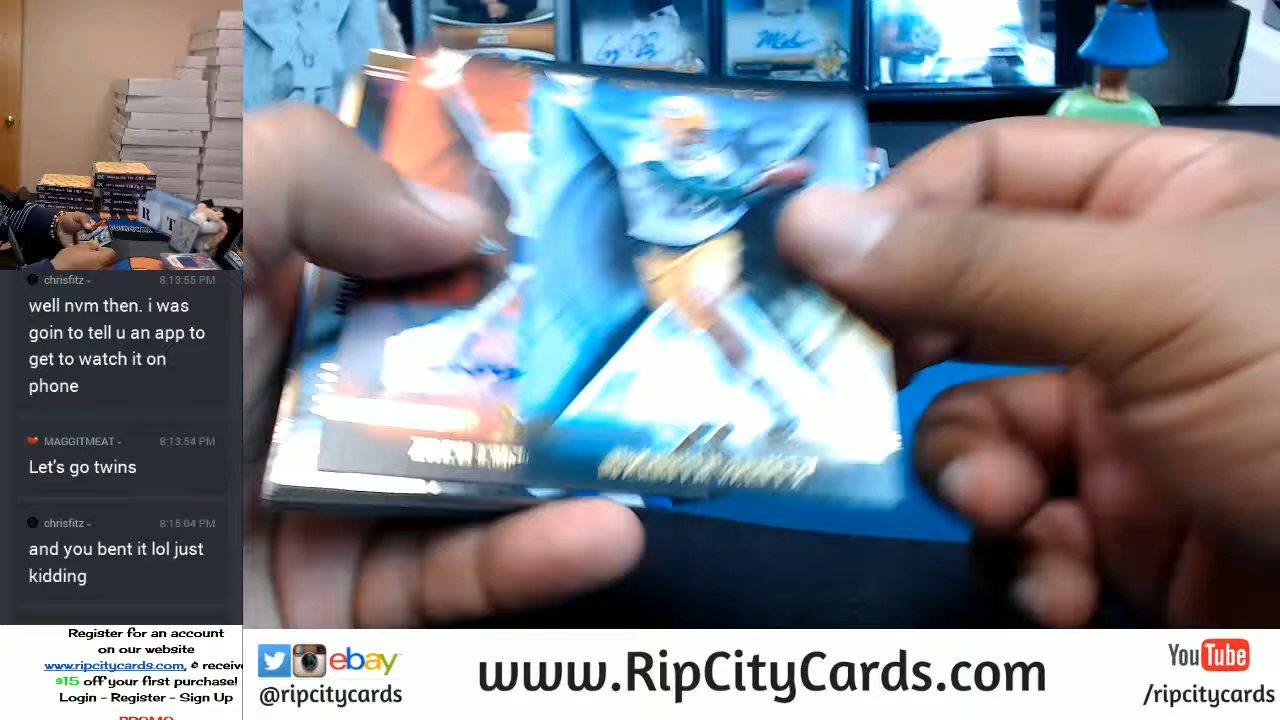 chrisfitz
8:13:55 PM
well nvm then. i was
goin to tell u an app to
get to watch it on
phone
MAGGITMEAT
8:13:54 PM
Let's go twins
chrisfitz
8:15:04 PM
and you bent it lol just
kidding
Register for an account
on our website
www.ripcitycards.com, & receive
$15 off your first purchase!
Login - Register - Sign Up
PROMO
R T
ebay
@ripcitycards
www.RipCityCards.com
YouTube
/ripcitycards